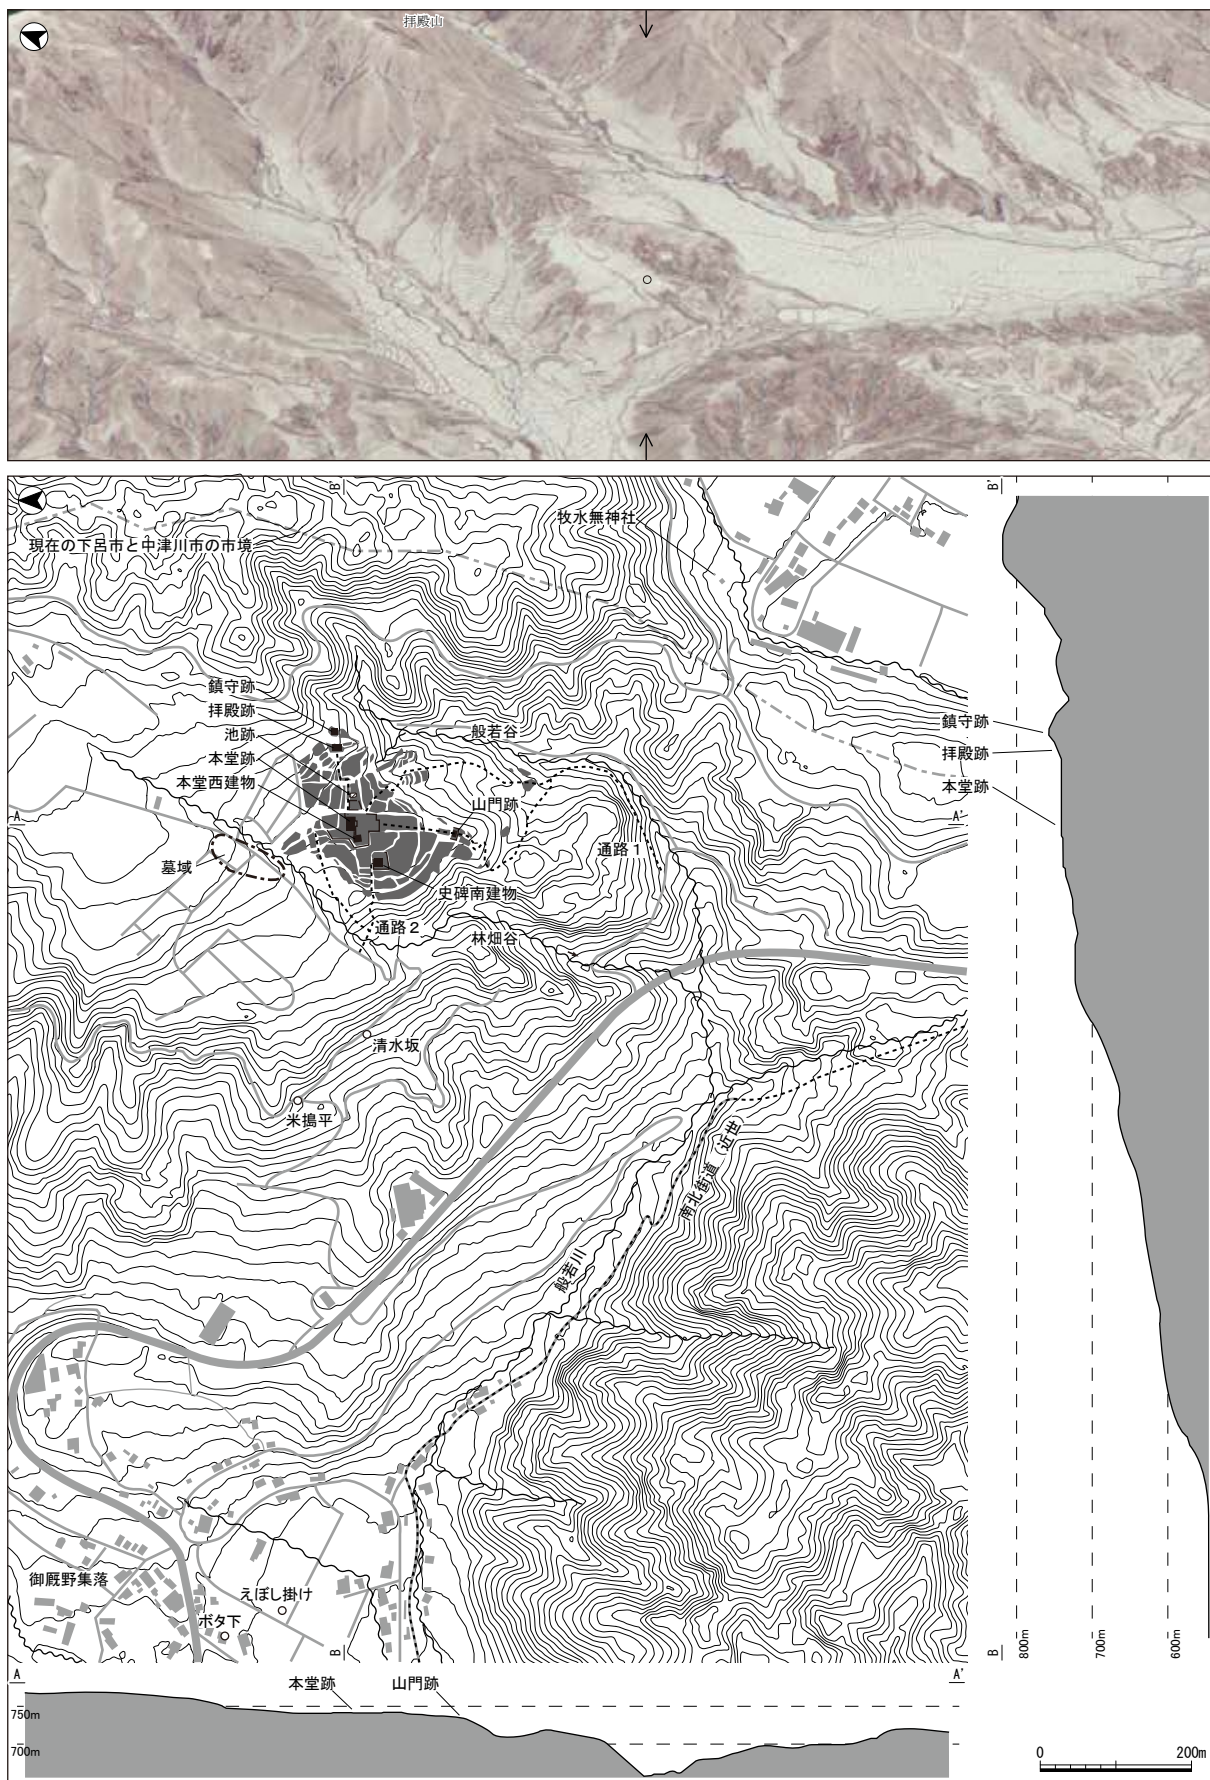 拝殿山
B'
B'
牧水無神社
現在の下呂市と中津川市の市境
鎮守跡
拝殿跡
池跡
本堂跡
本堂西建物
般若谷
山門跡
鎮守跡
拝殿跡
本堂跡
A
A'
通路1
墓域
史碑南建物
通路2
林畑谷
清水坂
米搗平
南北街道（近世）
般若川
御厩野集落
えぼし掛け
ボタ下
B
B
800m
700m
600m
A
A'
本堂跡
山門跡
750m
700m
0
200m